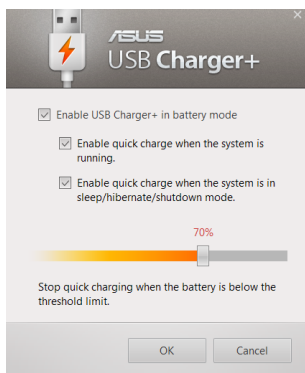 ASUS
USB Charger+
Enable USB Charger+ in battery mode
Enable quick charge when the system is
running.
Enable quick charge when the system is in
sleep/hibernate/shutdown mode.
70%
Stop quick charging when the battery is below the
threshold limit.
OK
Cancel